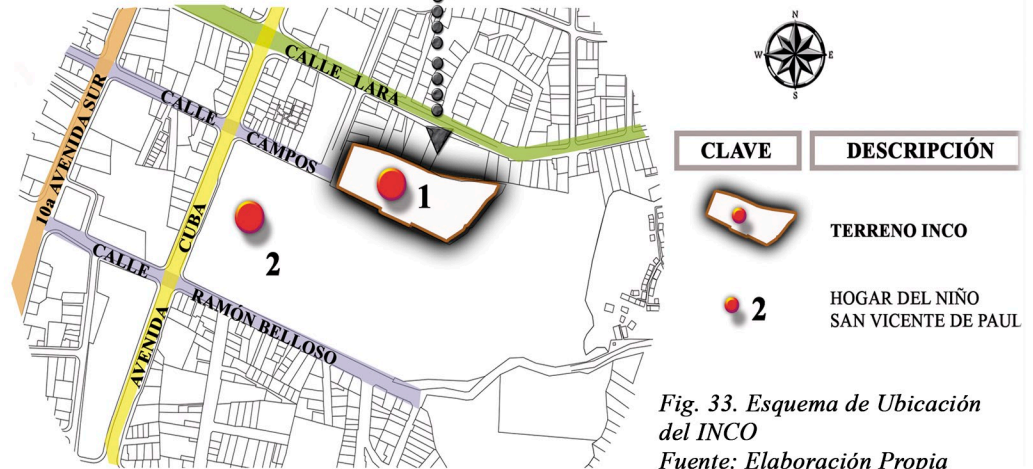 N
W E
S
CALLE LARA
CALLE CAMPOS
10a AVENIDA SUR
AVENIDA CUBA
CALLE RAMÓN BELLOSO
1
2
CLAVE DESCRIPCIÓN
TERRENO INCO
2 HOGAR DEL NIÑO
SAN VICENTE DE PAUL
Fig. 33. Esquema de Ubicación
del INCO
Fuente: Elaboración Propia